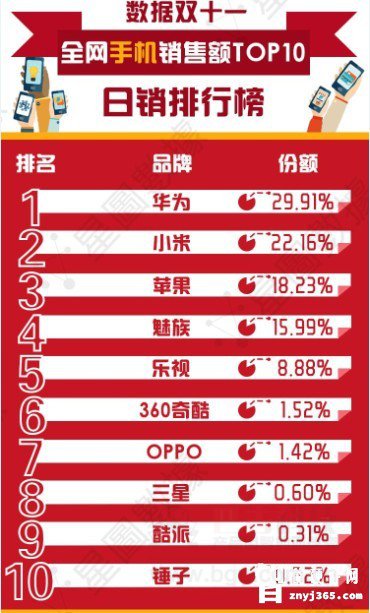 数据双十一
全网手机销售额TOP10
日销排行榜
排名 品牌 份额
1 华为 29.91%
2 小米 22.16%
3 苹果 18.23%
4 魅族 15.99%
5 乐视 8.88%
6 360奇酷 1.52%
7 OPPO 1.42%
8 三星 0.60%
9 酷派 0.31%
10 锤子
znyj365.com